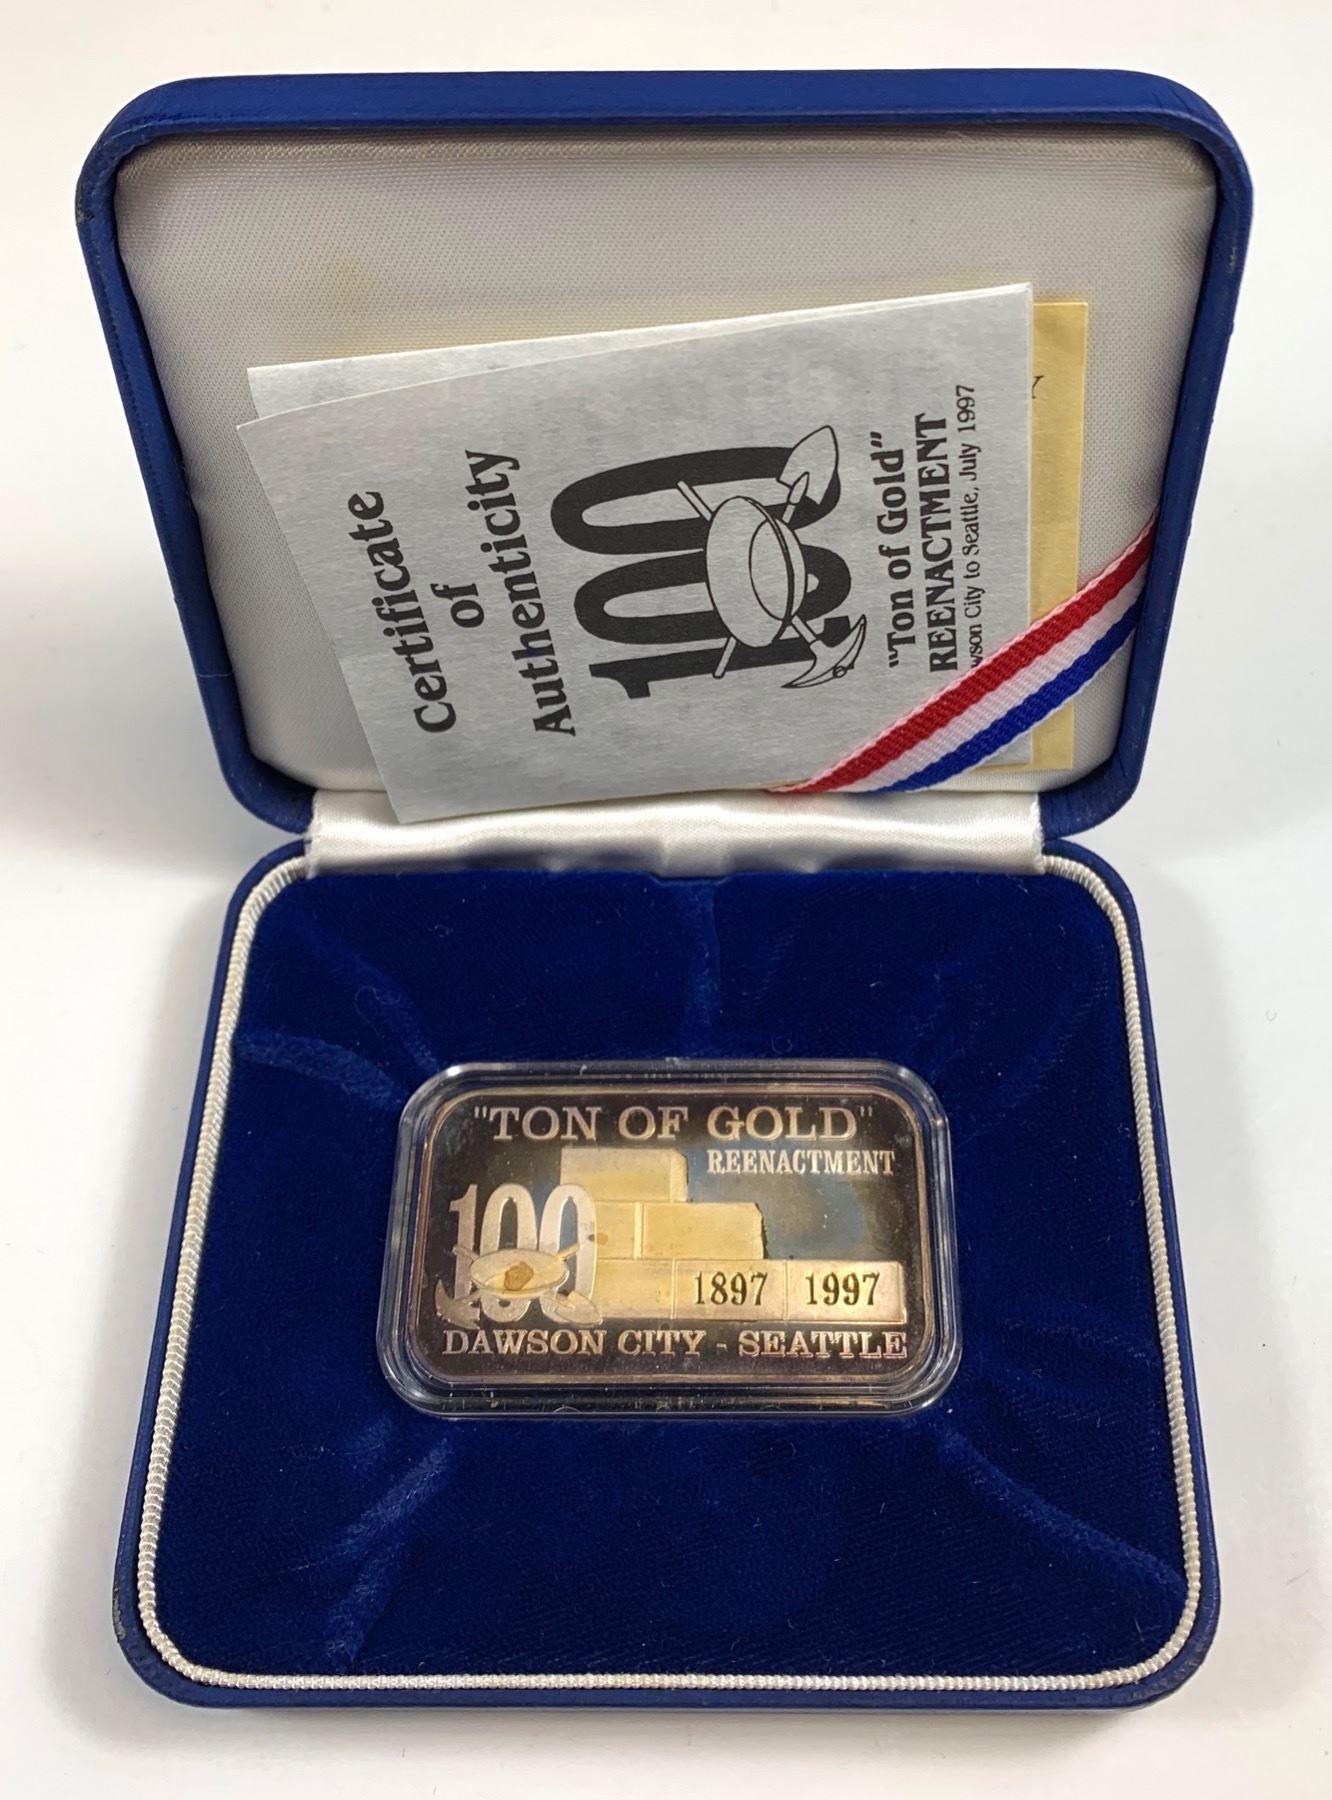 Certificate
of
Authenticity
100
"Ton of Gold"
REENACTMENT
City to Seattle, July 1997
Y
"TON OF GOLD"
REENACTMENT
100
1897 1997
DAWSON CITY - SEATTLE